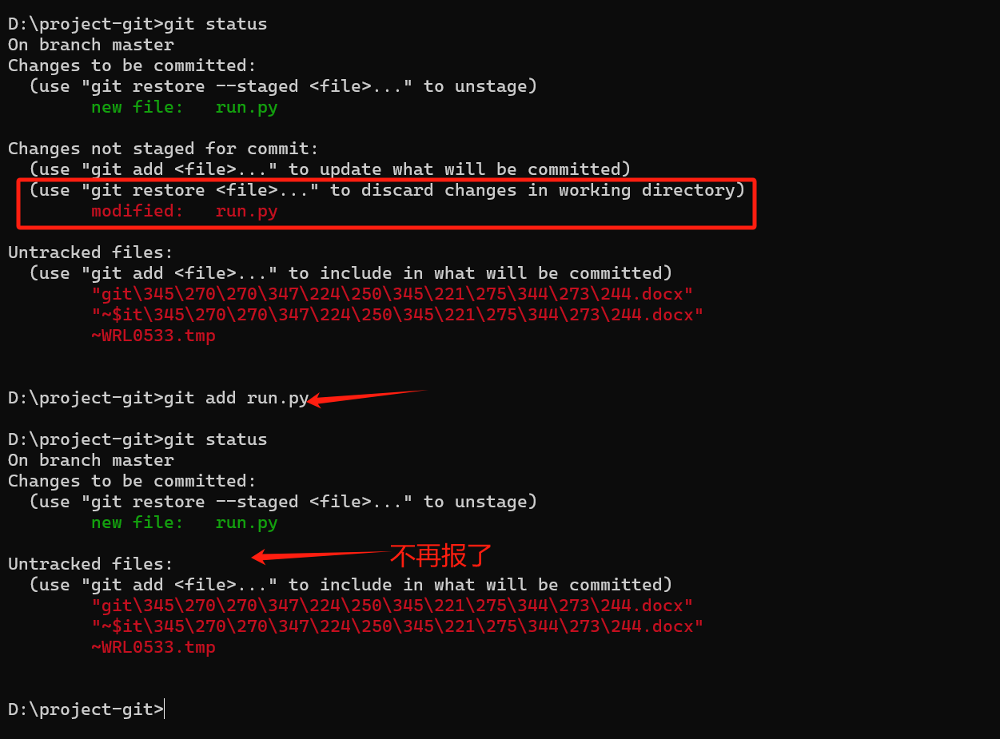 D:\project-git>git status
On branch master
Changes to be committed:
  (use "git restore --staged <file>..." to unstage)
        new file:   run.py
Changes not staged for commit:
  (use "git add <file>..." to update what will be committed)
  (use "git restore <file>..." to discard changes in working directory)
        modified:   run.py
Untracked files:
  (use "git add <file>..." to include in what will be committed)
        "git\345\270\270\347\224\250\345\221\275\344\273\244.docx"
        "~$it\345\270\270\347\224\250\345\221\275\344\273\244.docx"
        ~WRL0533.tmp
D:\project-git>git add run.py
D:\project-git>git status
On branch master
Changes to be committed:
  (use "git restore --staged <file>..." to unstage)
        new file:   run.py
不再报了
Untracked files:
  (use "git add <file>..." to include in what will be committed)
        "git\345\270\270\347\224\250\345\221\275\344\273\244.docx"
        "~$it\345\270\270\347\224\250\345\221\275\344\273\244.docx"
        ~WRL0533.tmp
D:\project-git>